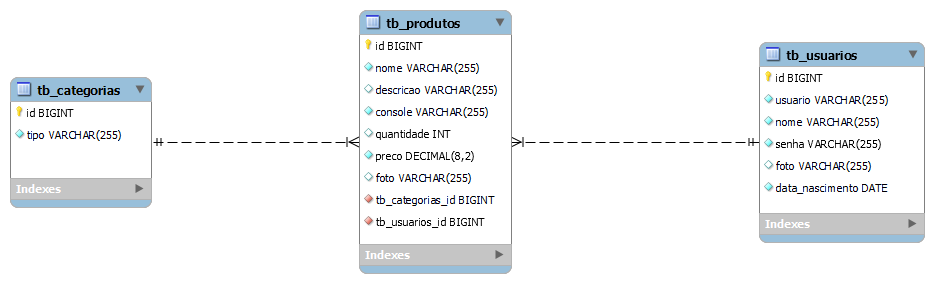 tb_categorias
id BIGINT
tipo VARCHAR(255)
Indexes
tb_produtos
id BIGINT
nome VARCHAR(255)
descricao VARCHAR(255)
console VARCHAR(255)
quantidade INT
preco DECIMAL(8,2)
foto VARCHAR(255)
tb_categorias_id BIGINT
tb_usuarios_id BIGINT
Indexes
tb_usuarios
id BIGINT
usuario VARCHAR(255)
nome VARCHAR(255)
senha VARCHAR(255)
foto VARCHAR(255)
data_nascimento DATE
Indexes